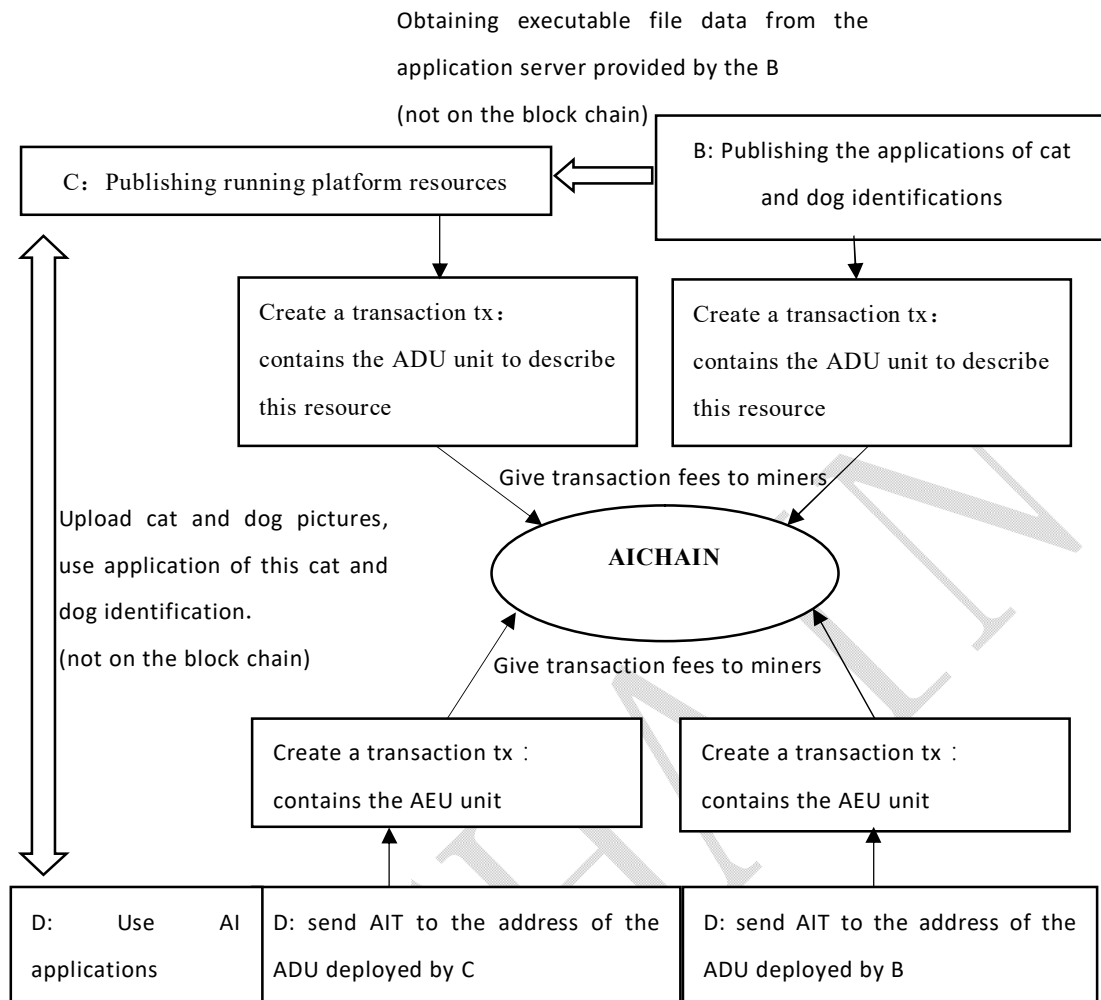 Obtaining executable file data from the
application server provided by the B
(not on the block chain)
B: Publishing the applications of cat
and dog identifications
C：Publishing running platform resources
Create a transaction tx：
contains the ADU unit to describe
this resource
Create a transaction tx：
contains the ADU unit to describe
this resource
Give transaction fees to miners
Upload cat and dog pictures,
use application of this cat and
dog identification.
(not on the block chain)
AICHAIN
Give transaction fees to miners
Create a transaction tx：
contains the AEU unit
Create a transaction tx：
contains the AEU unit
D: Use AI
applications
D: send AIT to the address of the
ADU deployed by C
D: send AIT to the address of the
ADU deployed by B